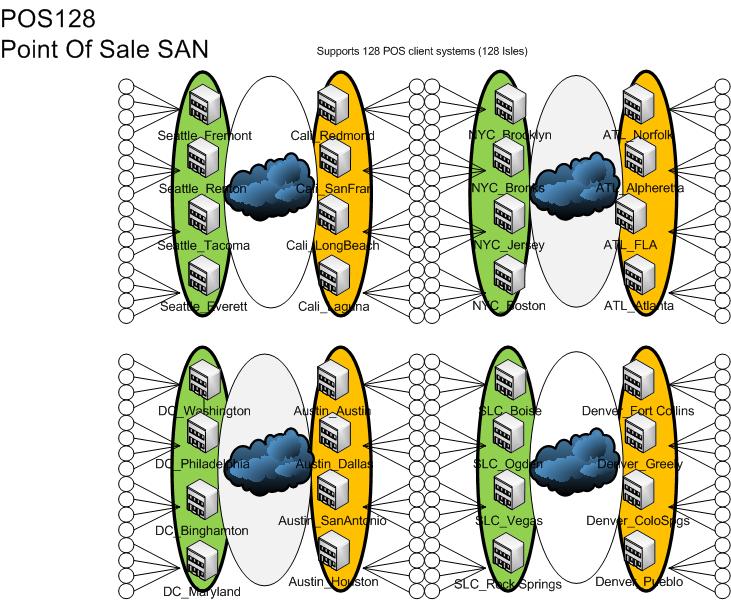 POS128
Point Of Sale SAN
Supports 128 POS client systems (128 Isles)
Seattle_Fremont
Cali_Redmond
NYC_Brooklyn
ATL_Norfolk
Seattle_Renton
Cali_SanFran
NYC_Bronks
ATL_Alpheretta
Seattle_Tacoma
Cali_LongBeach
NYC_Jersey
ATL_FLA
Seattle_Everett
Cali_Laguna
NYC_Boston
ATL_Atlanta
DC_Washington
Austin_Austin
SLC_Boise
Denver_Fort Collins
DC_Philadelphia
Austin_Dallas
SLC_Ogden
Denver_Greely
DC_Binghamton
Austin_SanAntonio
SLC_Vegas
Denver_ColoSpgs
DC_Maryland
Austin_Houston
SLC_Rock Springs
Denver_Pueblo